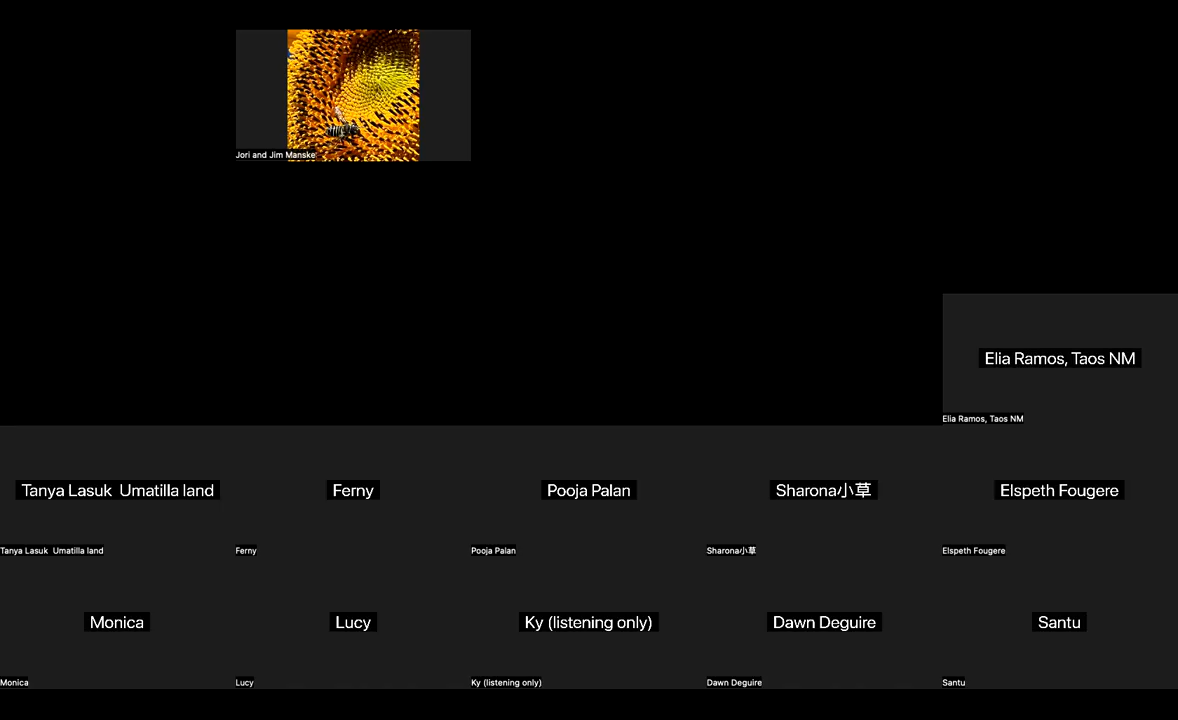 Jori and Jim Manske
Elia Ramos, Taos NM
Elia Ramos, Taos NM
Tanya Lasuk  Umatilla land
Ferny
Pooja Palan
Sharona小草
Elspeth Fougere
Tanya Lasuk  Umatilla land
Ferny
Pooja Palan
Sharona小草
Elspeth Fougere
Monica
Lucy
Ky (listening only)
Dawn Deguire
Santu
Monica
Lucy
Ky (listening only)
Dawn Deguire
Santu